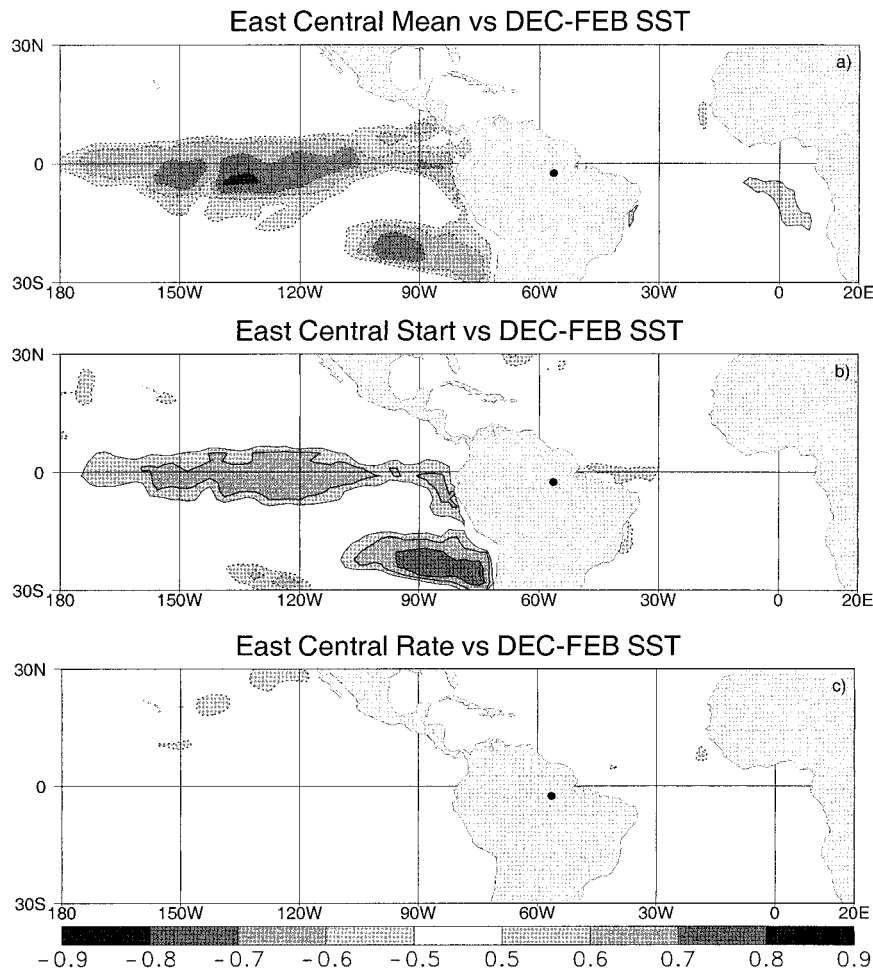 East Central Mean vs DEC-FEB SST
30N
a)
0
30S
180 150W 120W 90W 60W 30W 0 20E
East Central Start vs DEC-FEB SST
30N
b)
0
30S
180 150W 120W 90W 60W 30W 0 20E
East Central Rate vs DEC-FEB SST
30N
c)
0
30S
180 150W 120W 90W 60W 30W 0 20E
-0.9 -0.8 -0.7 -0.6 -0.5 0.5 0.6 0.7 0.8 0.9